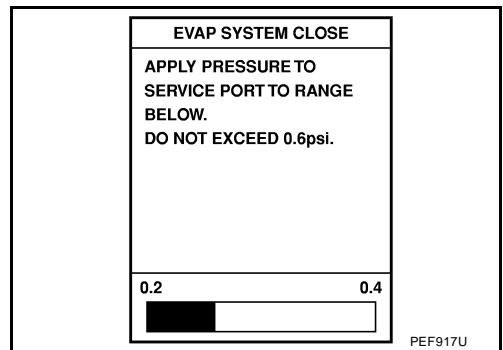 EVAP SYSTEM CLOSE
APPLY PRESSURE TO
SERVICE PORT TO RANGE
BELOW.
DO NOT EXCEED 0.6psi.
0.2 0.4
PEF917U